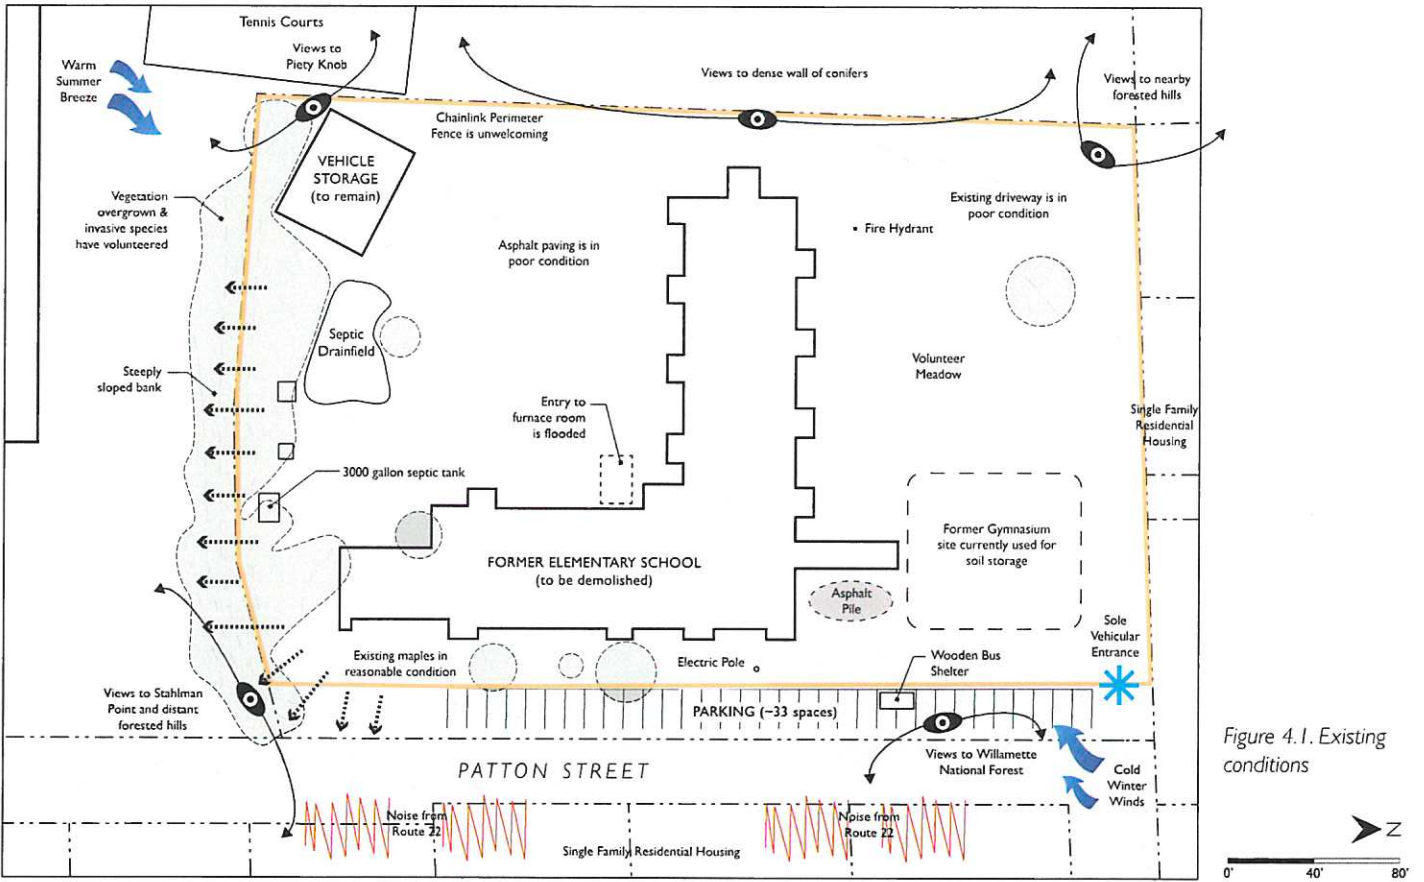 Tennis Courts
Views to
Piety Knob
Warm
Summer
Breeze
Views to dense wall of conifers
Views to nearby
forested hills
Chainlink Perimeter
Fence is unwelcoming
VEHICLE
STORAGE
(to remain)
Vegetation
overgrown &
invasive species
have volunteered
Existing driveway is in
poor condition
Fire Hydrant
Asphalt paving is in
poor condition
Septic
Drainfield
Volunteer
Meadow
Steeply
sloped bank
Entry to
furnace room
is flooded
Single Family
Residential
Housing
3000 gallon septic tank
Former Gymnasium
site currently used for
soil storage
FORMER ELEMENTARY SCHOOL
(to be demolished)
Asphalt
Pile
Sole
Vehicular
Entrance
Existing maples in
reasonable condition
Electric Pole
Wooden Bus
Shelter
Views to Stahlman
Point and distant
forested hills
PARKING (~33 spaces)
Views to Willamette
National Forest
Cold
Winter
Winds
Figure 4.1. Existing
conditions
PATTON STREET
Noise from
Route 22
Noise from
Route 22
Single Family Residential Housing
N
0' 40' 80'